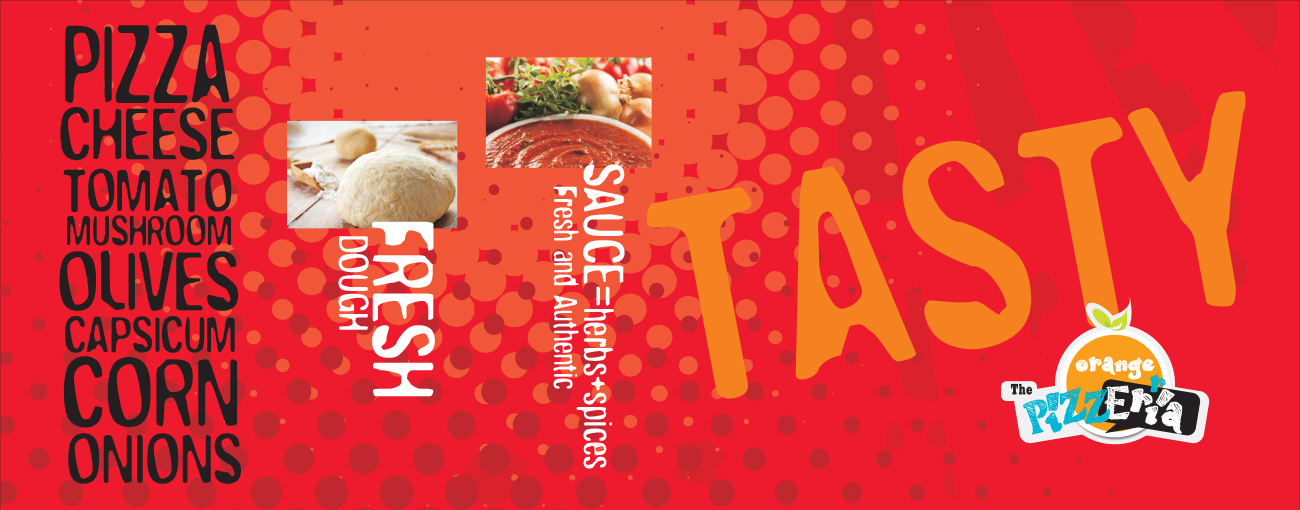 PIZZA
CHEESE
TOMATO
MUSHROOM
OLIVES
CAPSICUM
CORN
ONIONS
FRESH
DOUGH
SAUCE=herbs+spices
Fresh and Authentic
TASTY
orange
The PIZZEria